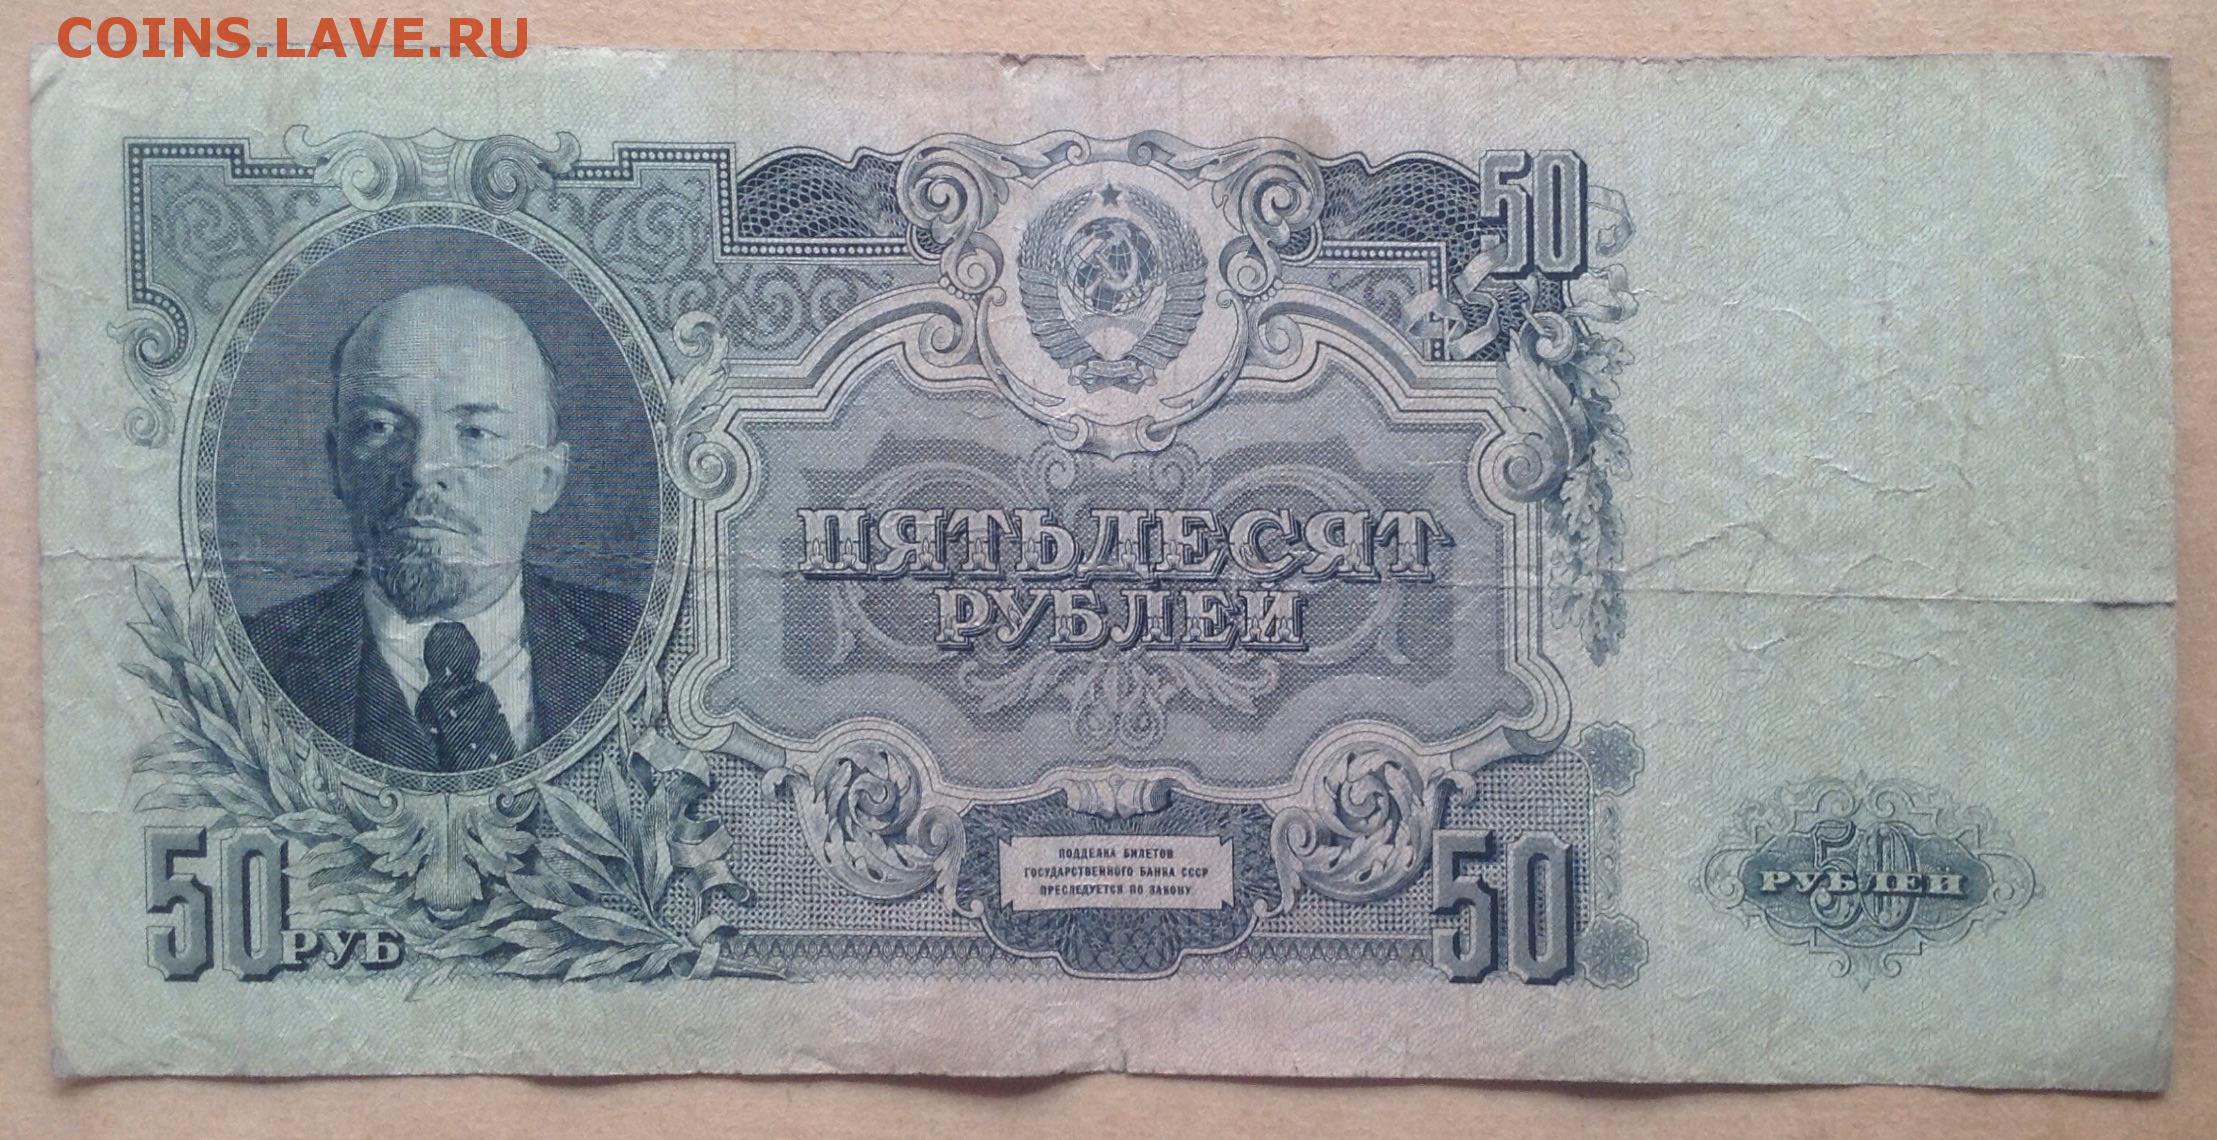 COINS.LAVE.RU
50
ПЯТЬДЕСЯТ
РУБЛЕЙ
ПОДДЕЛКА БИЛЕТОВ
ГОСУДАРСТВЕННОГО БАНКА СССР
ПРЕСЛЕДУЕТСЯ ПО ЗАКОНУ
50 РУБ
50
50
РУБЛЕЙ